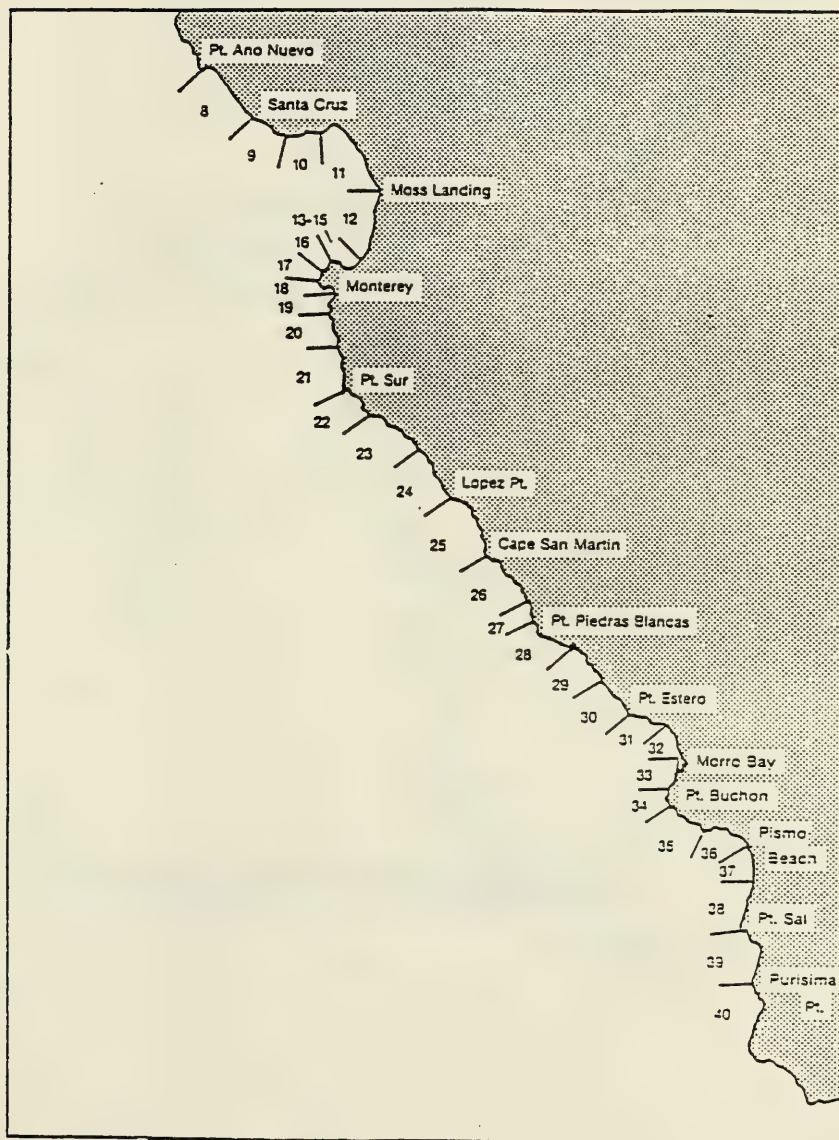 Pt. Ano Nuevo
8
Santa Cruz
9
10
11
Moss Landing
13-15
12
16
17
Monterey
18
19
20
21
Pt. Sur
22
23
24
Lopez Pt.
25
Cape San Martin
26
27
Pt. Piedras Blancas
28
29
30
Pt. Estero
31
32
Morro Bay
33
Pt. Buchon
34
35
36
Pismo
Beach
37
38
Pt. Sal
39
Purisima
Pt.
40